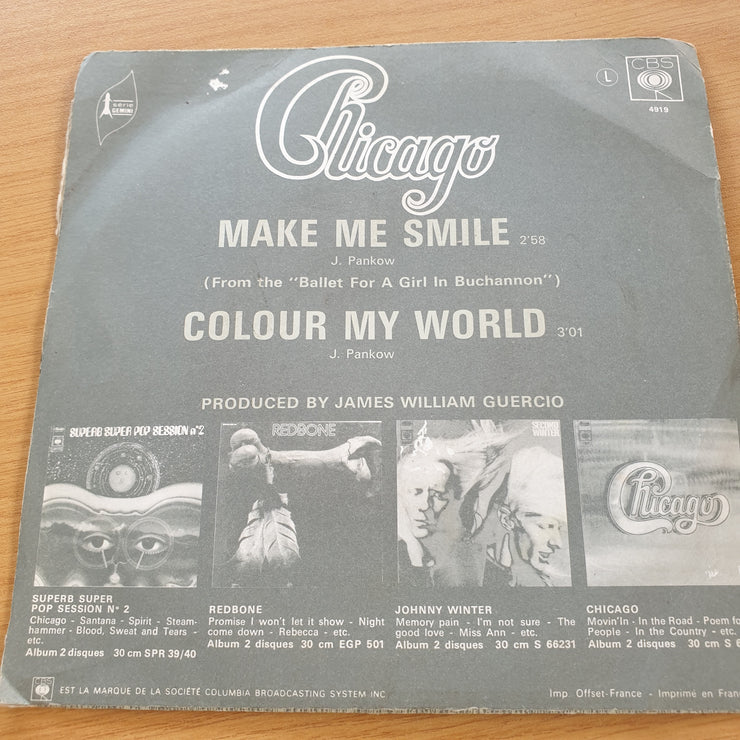 série
GEMINI
L
CBS
4919
Chicago
MAKE ME SMILE 2'58
J. Pankow
(From the "Ballet For A Girl In Buchannon")
COLOUR MY WORLD 3'01
J. Pankow
PRODUCED BY JAMES WILLIAM GUERCIO
SUPERB SUPER POP SESSION n°2
SUPERB SUPER
POP SESSION N° 2
Chicago - Santana - Spirit - Steam-
hammer - Blood, Sweat and Tears -
etc.
Album 2 disques 30 cm SPR 39/40
REDBONE
REDBONE
Promise I won't let it show - Night
come down - Rebecca - etc.
Album 2 disques 30 cm EGP 501
SECOND
WINTER
JOHNNY WINTER
Memory pain - I'm not sure - The
good love - Miss Ann - etc.
Album 2 disques 30 cm S 66231
Chicago
CHICAGO
Movin'In - In the Road - Poem fo
People - In the Country - etc.
Album 2 disques 30 cm S 6
CBS
EST LA MARQUE DE LA SOCIÉTÉ COLUMBIA BROADCASTING SYSTEM INC
Imp. Offset-France - Imprimé en Fran